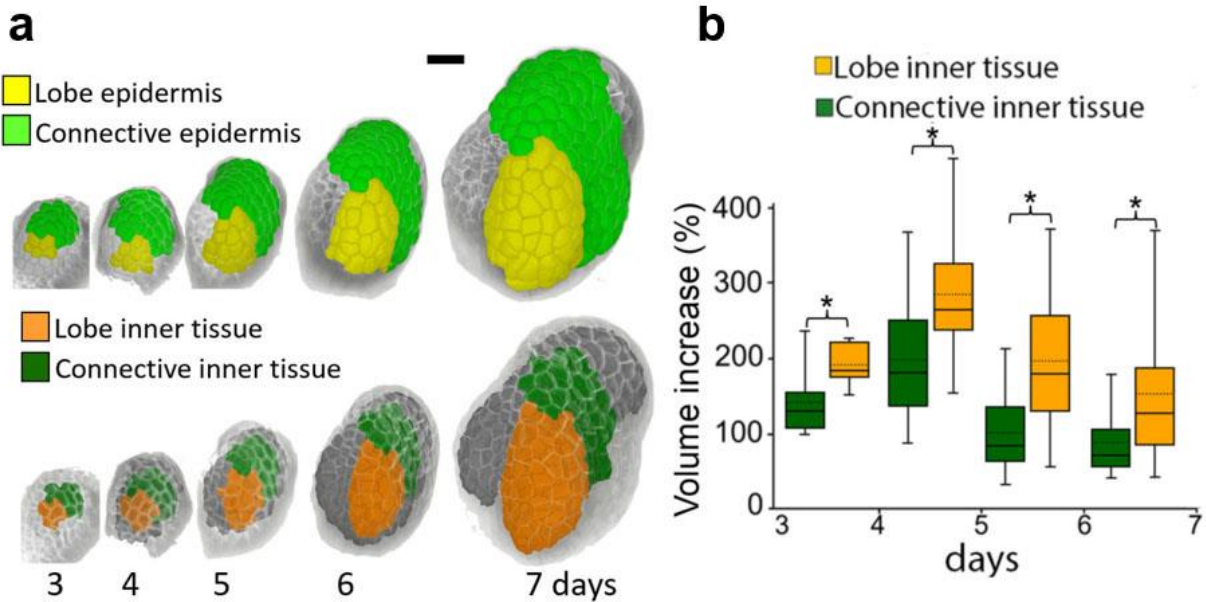 a
Lobe epidermis
Connective epidermis
Lobe inner tissue
Connective inner tissue
3 4 5 6 7 days
b
Lobe inner tissue
Connective inner tissue
* * * *
Volume increase (%)
400
300
200
100
0
3 4 5 6 7
days